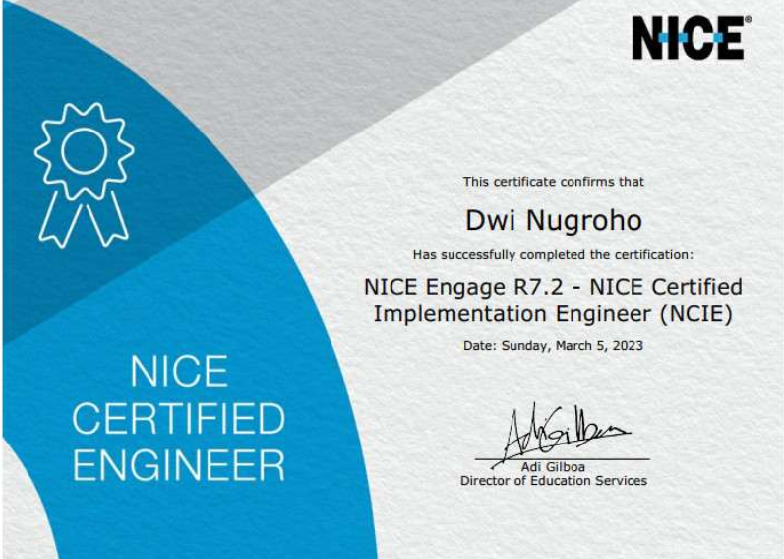 NICE®
This certificate confirms that
Dwi Nugroho
Has successfully completed the certification:
NICE Engage R7.2 - NICE Certified
Implementation Engineer (NCIE)
Date: Sunday, March 5, 2023
NICE
CERTIFIED
ENGINEER
Adi Gilboa
Adi Gilboa
Director of Education Services